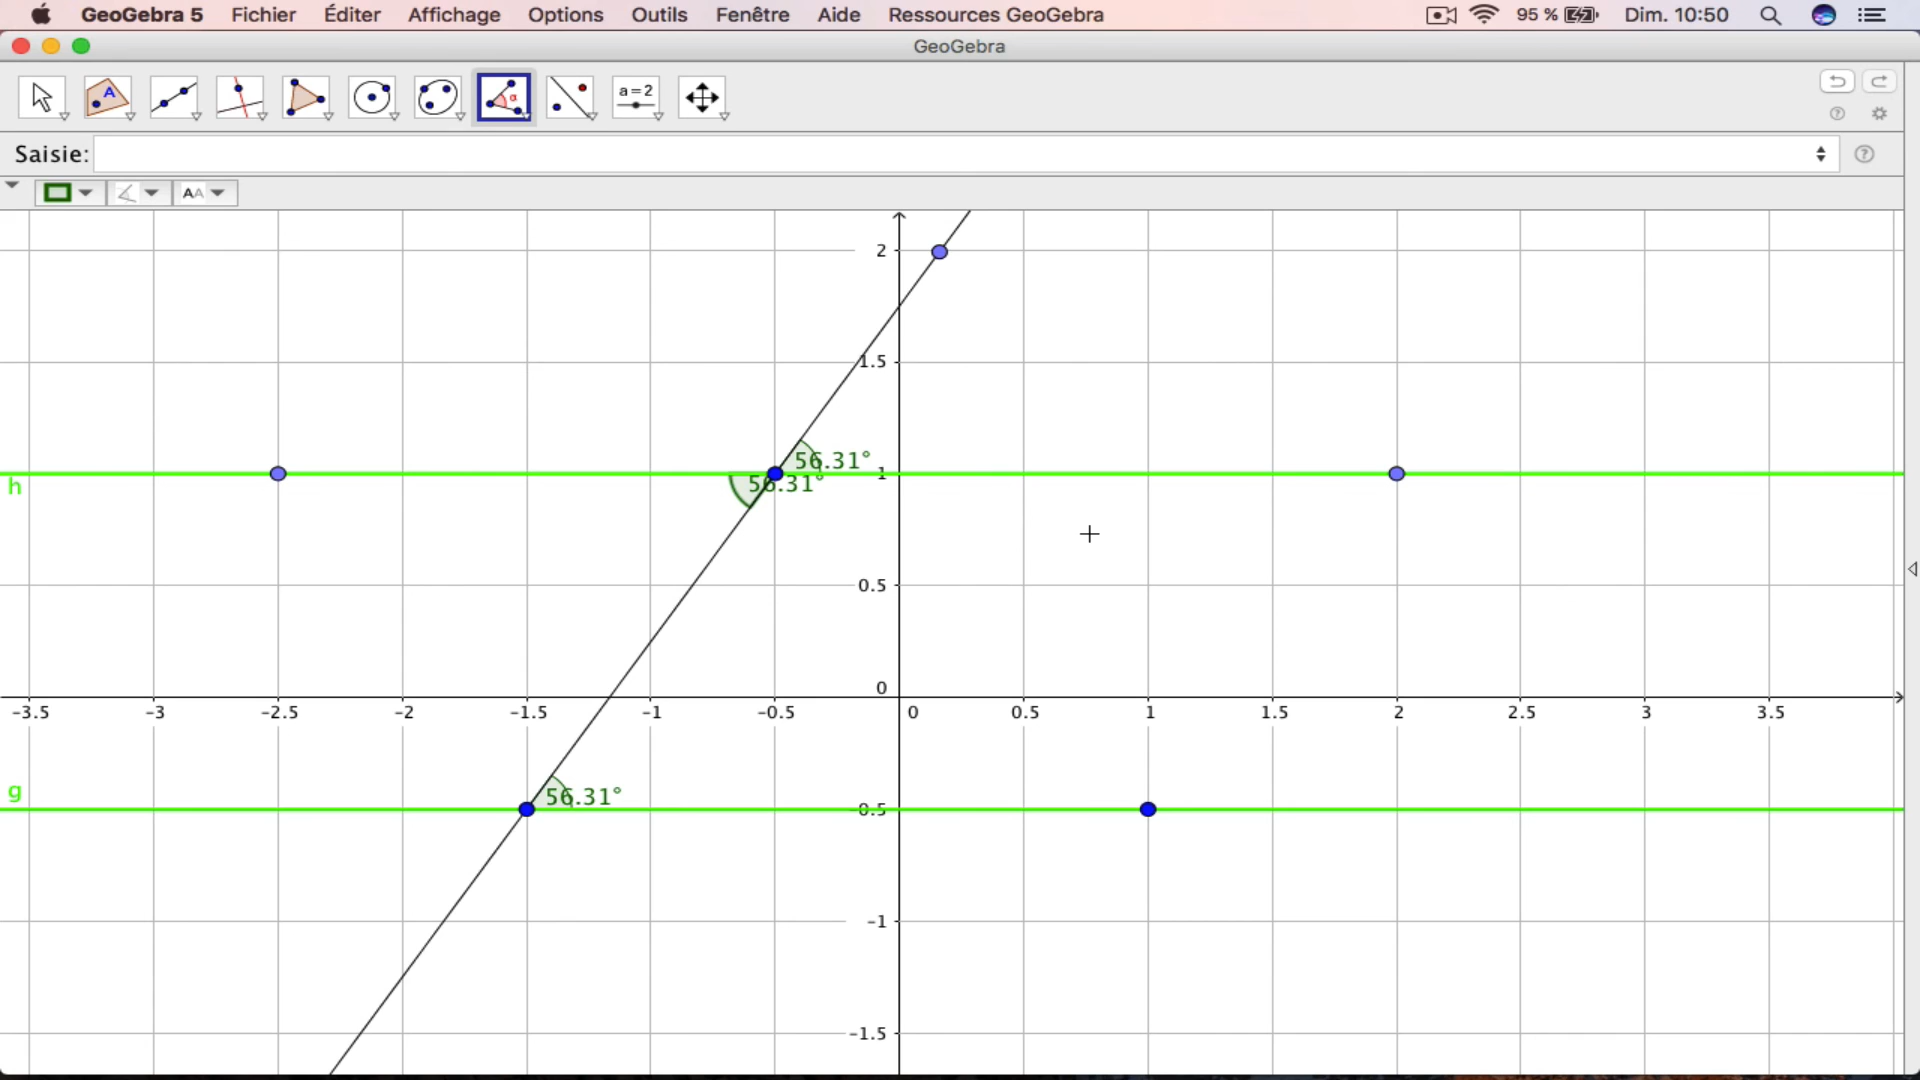 GeoGebra 5 Fichier Éditer Affichage Options Outils Fenêtre Aide Ressources GeoGebra 95 % Dim. 10:50
GeoGebra
A α a=2
Saisie:
AA
2
1.5
56.31°
1
56.31°
h
0.5
0
-3.5 -3 -2.5 -2 -1.5 -1 -0.5 0 0.5 1 1.5 2 2.5 3 3.5
g
56.31°
-0.5
-1
-1.5